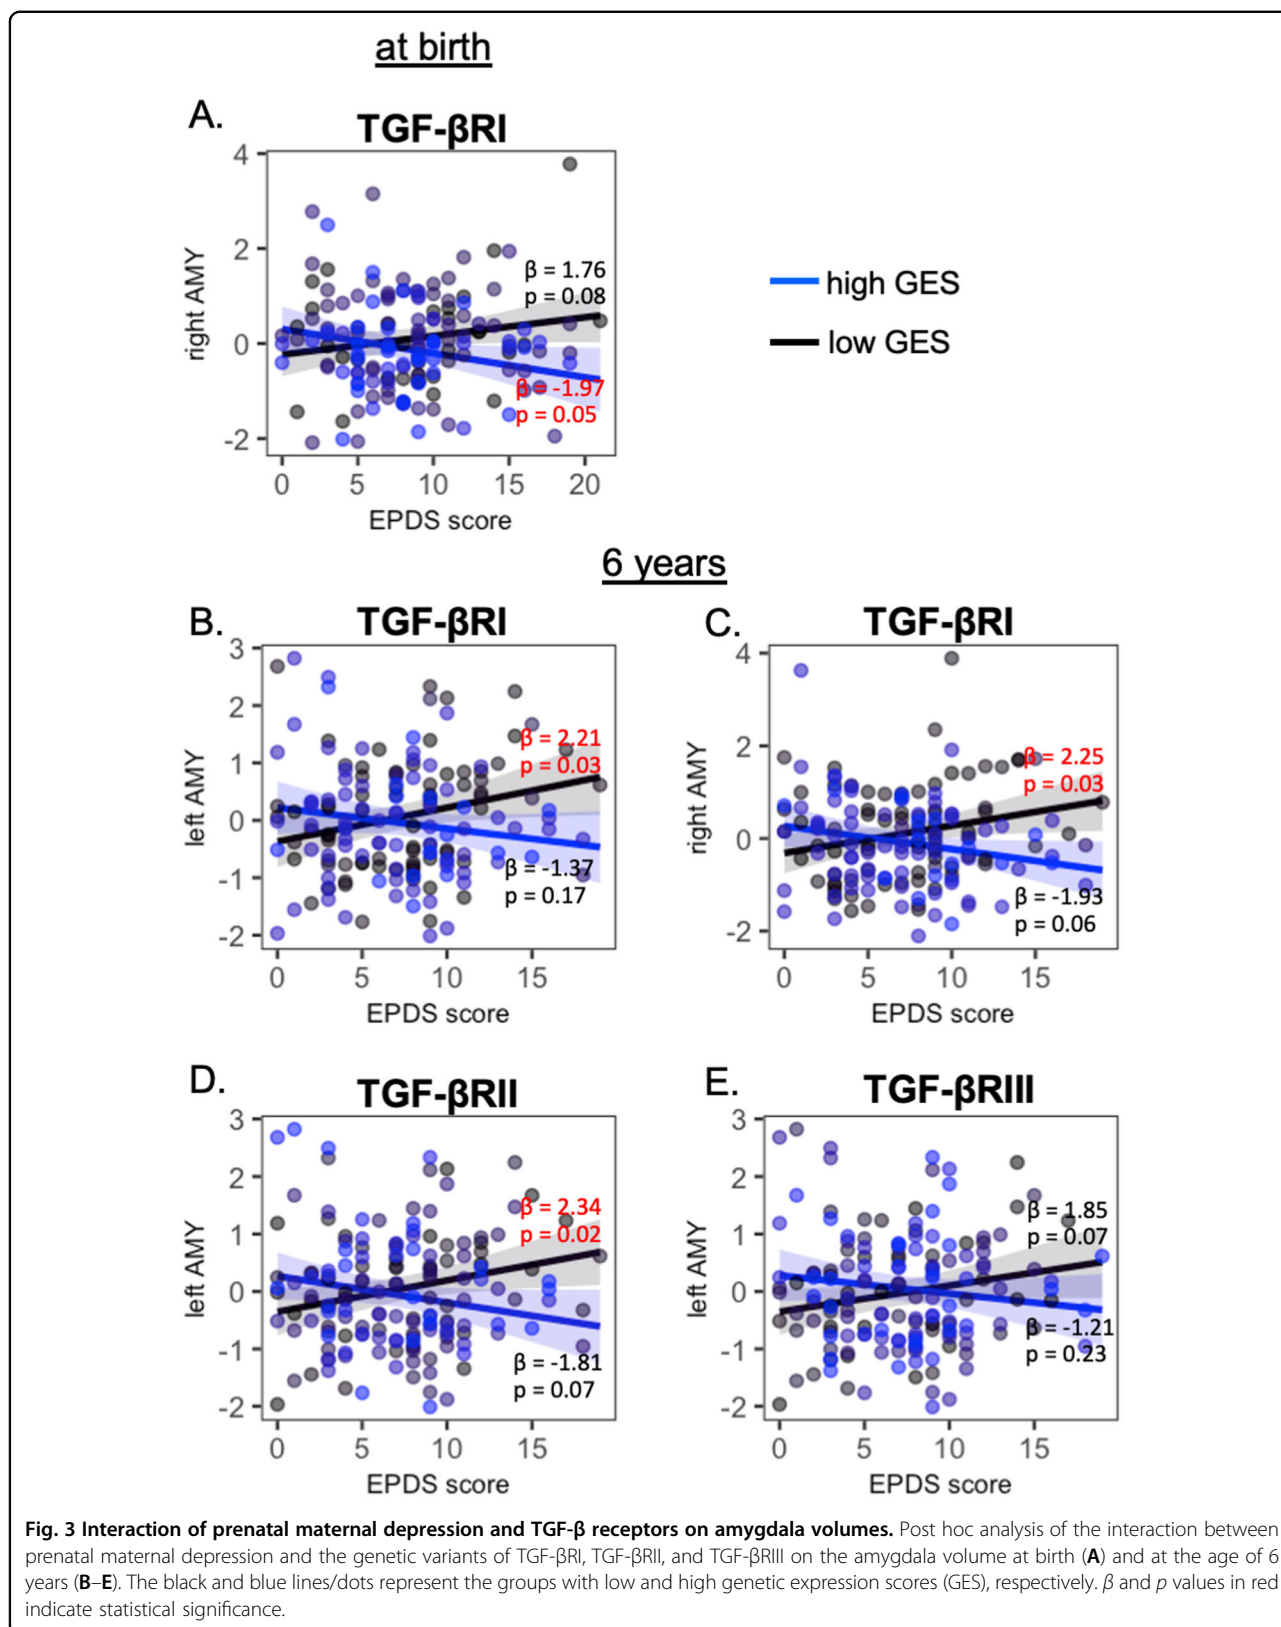 at birth
A.
TGF-βRI
4
2
0
-2
right AMY
β = 1.76
p = 0.08
β = -1.97
p = 0.05
0 5 10 15 20
EPDS score
high GES
low GES
6 years
B.
TGF-βRI
3
2
1
0
-1
-2
left AMY
β = 2.21
p = 0.03
β = -1.37
p = 0.17
0 5 10 15
EPDS score
C.
TGF-βRI
4
2
0
-2
right AMY
β = 2.25
p = 0.03
β = -1.93
p = 0.06
0 5 10 15
EPDS score
D.
TGF-βRII
3
2
1
0
-1
-2
left AMY
β = 2.34
p = 0.02
β = -1.81
p = 0.07
0 5 10 15
EPDS score
E.
TGF-βRIII
3
2
1
0
-1
-2
left AMY
β = 1.85
p = 0.07
β = -1.21
p = 0.23
0 5 10 15
EPDS score
Fig. 3 Interaction of prenatal maternal depression and TGF-β receptors on amygdala volumes. Post hoc analysis of the interaction between
prenatal maternal depression and the genetic variants of TGF-βRI, TGF-βRII, and TGF-βRIII on the amygdala volume at birth (A) and at the age of 6
years (B–E). The black and blue lines/dots represent the groups with low and high genetic expression scores (GES), respectively. β and p values in red
indicate statistical significance.